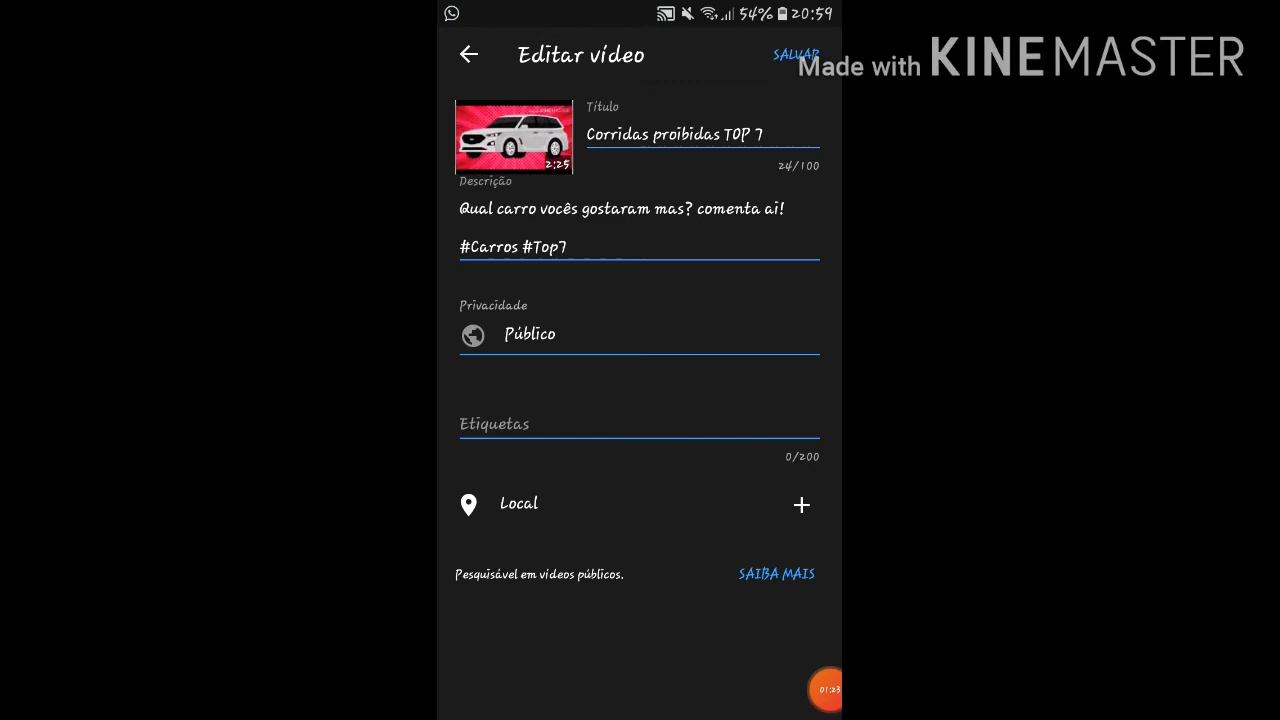 54% 20:59
Editar vídeo
SALVAR
Made with KINEMASTER
Título
Corridas proibidas TOP 7
2:25
24/100
Descrição
Qual carro vocês gostaram mas? comenta ai!
#Carros #Top7
Privacidade
Público
Etiquetas
0/200
Local
Pesquisável em vídeos públicos.
SAIBA MAIS
01:23